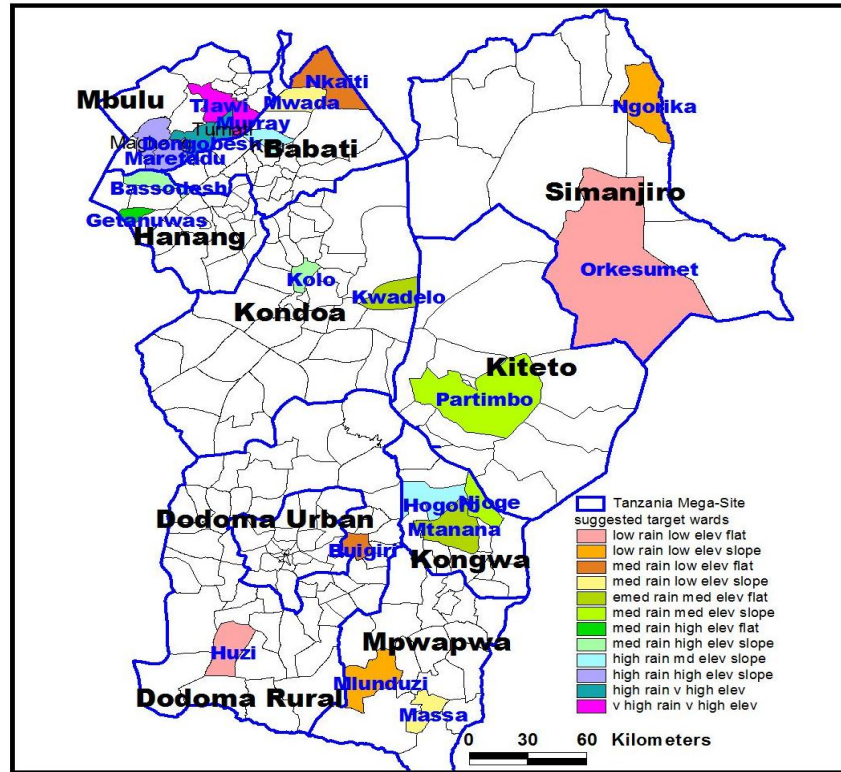 Nkaiti
Mbulu
Mwada
Tlawi
Ngorika
Murray
Tumati
Dongobesh
Babati
Maretadu
Bassodesh
Simanjiro
Getanuwas
Hanang
Orkesumet
Kolo
Kwadelo
Kondoa
Kiteto
Partimbo
Hogoro
Njoge
Dodoma Urban
Mtanana
Buigiri
Kongwa
Mpwapwa
Huzi
Mlunduzi
Dodoma Rural
Massa
Tanzania Mega-Site
suggested target wards
low rain low elev flat
low rain low elev slope
med rain low elev flat
med rain low elev slope
emed rain med elev flat
med rain med elev slope
med rain high elev flat
med rain high elev slope
high rain md elev slope
high rain high elev slope
high rain v high elev
v high rain v high elev
0 30 60 Kilometers